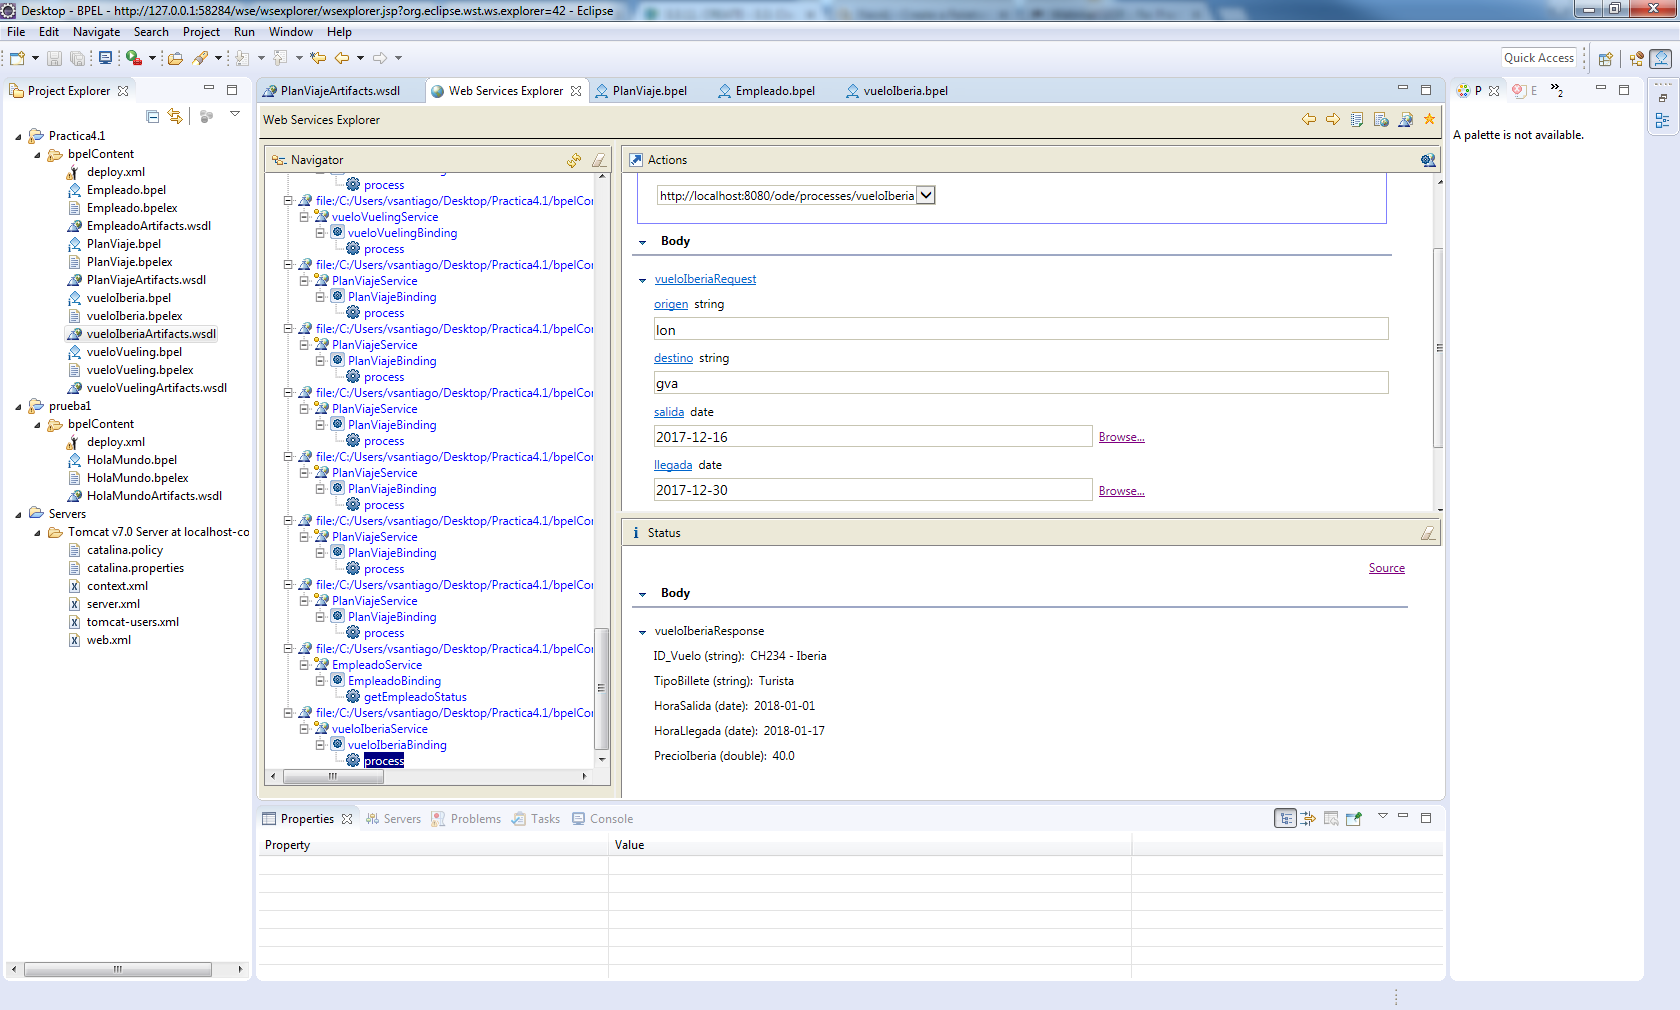 Desktop - BPEL - http://127.0.0.1:58284/wse/wsexplorer/wsexplorer.jsp?org.eclipse.wst.ws.explorer=42 - Eclipse
File Edit Navigate Search Project Run Window Help
Quick Access
Project Explorer
Practica4.1
bpelContent
deploy.xml
Empleado.bpel
Empleado.bpelex
EmpleadoArtifacts.wsdl
PlanViaje.bpel
PlanViaje.bpelex
PlanViajeArtifacts.wsdl
vueloIberia.bpel
vueloIberia.bpelex
vueloIberiaArtifacts.wsdl
vueloVueling.bpel
vueloVueling.bpelex
vueloVuelingArtifacts.wsdl
prueba1
bpelContent
deploy.xml
HolaMundo.bpel
HolaMundo.bpelex
HolaMundoArtifacts.wsdl
Servers
Tomcat v7.0 Server at localhost-co
catalina.policy
catalina.properties
context.xml
server.xml
tomcat-users.xml
web.xml
PlanViajeArtifacts.wsdl Web Services Explorer PlanViaje.bpel Empleado.bpel vueloIberia.bpel
Web Services Explorer
Navigator
process
file:/C:/Users/vsantiago/Desktop/Practica4.1/bpelCor
vueloVuelingService
vueloVuelingBinding
process
file:/C:/Users/vsantiago/Desktop/Practica4.1/bpelCor
PlanViajeService
PlanViajeBinding
process
file:/C:/Users/vsantiago/Desktop/Practica4.1/bpelCor
PlanViajeService
PlanViajeBinding
process
file:/C:/Users/vsantiago/Desktop/Practica4.1/bpelCor
PlanViajeService
PlanViajeBinding
process
file:/C:/Users/vsantiago/Desktop/Practica4.1/bpelCor
PlanViajeService
PlanViajeBinding
process
file:/C:/Users/vsantiago/Desktop/Practica4.1/bpelCor
PlanViajeService
PlanViajeBinding
process
file:/C:/Users/vsantiago/Desktop/Practica4.1/bpelCor
PlanViajeService
PlanViajeBinding
process
file:/C:/Users/vsantiago/Desktop/Practica4.1/bpelCor
EmpleadoService
EmpleadoBinding
getEmpleadoStatus
file:/C:/Users/vsantiago/Desktop/Practica4.1/bpelCor
vueloIberiaService
vueloIberiaBinding
process
Actions
http://localhost:8080/ode/processes/vueloIberia
Body
vueloIberiaRequest
origen string
lon
destino string
gva
salida date
2017-12-16 Browse...
llegada date
2017-12-30 Browse...
Status
Source
Body
vueloIberiaResponse
ID_Vuelo (string): CH234 - Iberia
TipoBillete (string): Turista
HoraSalida (date): 2018-01-01
HoraLlegada (date): 2018-01-17
PrecioIberia (double): 40.0
P E 2
A palette is not available.
Properties Servers Problems Tasks Console
Property Value